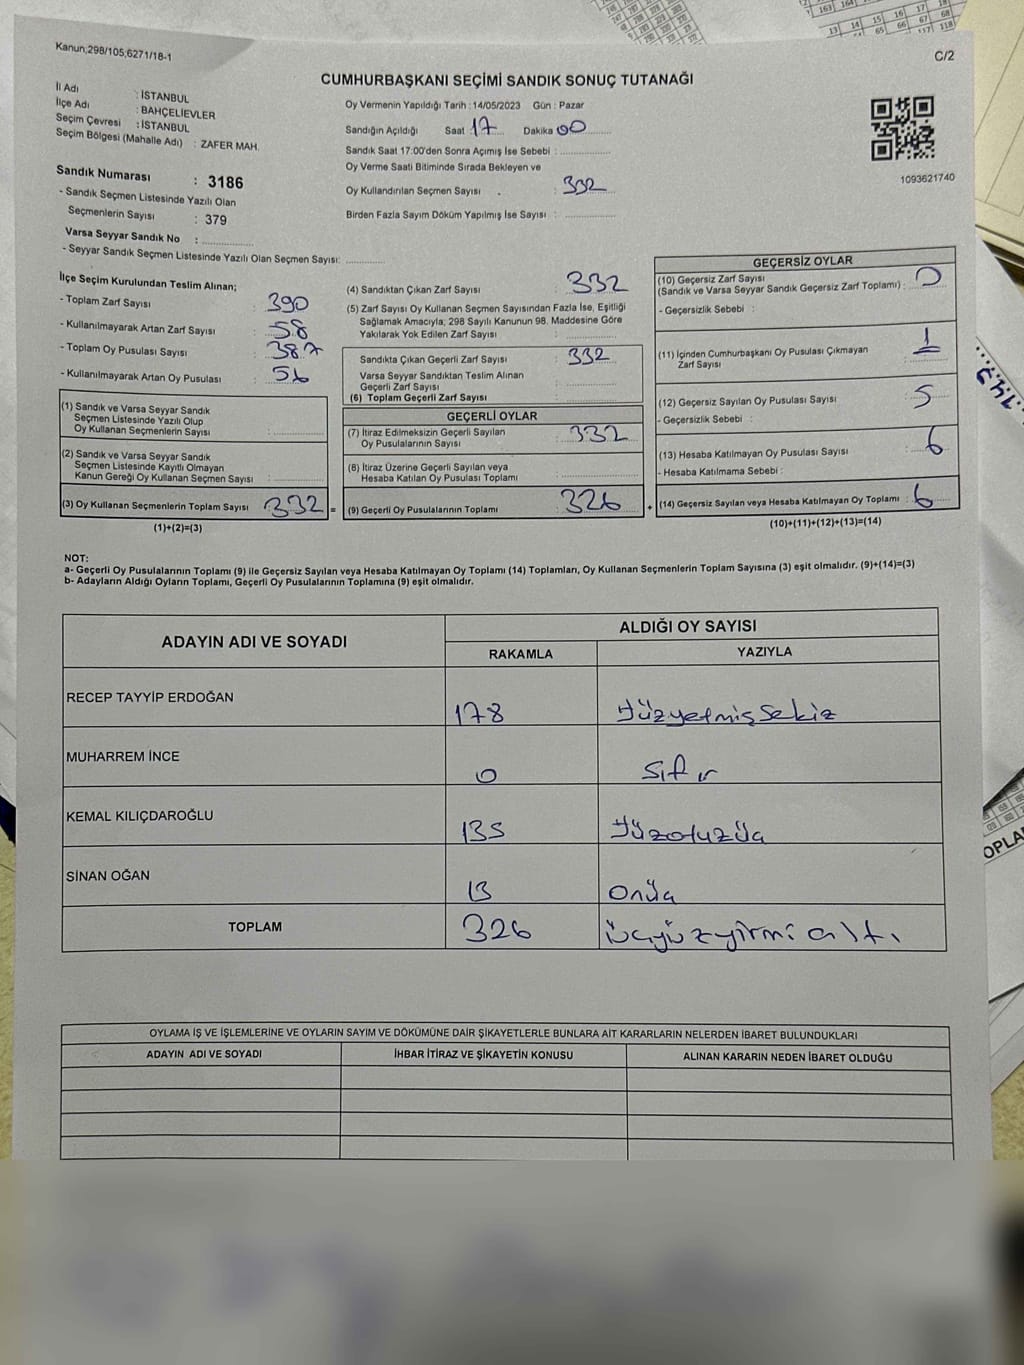 Kanun;298/105,6271/18-1
C/2
CUMHURBAŞKANI SEÇİMİ SANDIK SONUÇ TUTANAĞI
İl Adı : İSTANBUL
İlçe Adı : BAHÇELİEVLER
Seçim Çevresi : İSTANBUL
Seçim Bölgesi (Mahalle Adı) : ZAFER MAH.
Oy Vermenin Yapıldığı Tarih : 14/05/2023 Gün : Pazar
Sandığın Açıldığı Saat 17 Dakika 00
Sandık Saat 17:00'den Sonra Açımış İse Sebebi :
Oy Verme Saati Bitiminde Sırada Bekleyen ve
Oy Kullandırılan Seçmen Sayısı : 332
Birden Fazla Sayım Döküm Yapılmış İse Sayısı :
1093621740
Sandık Numarası : 3186
- Sandık Seçmen Listesinde Yazılı Olan
Seçmenlerin Sayısı : 379
Varsa Seyyar Sandık No :
- Seyyar Sandık Seçmen Listesinde Yazılı Olan Seçmen Sayısı:
İlçe Seçim Kurulundan Teslim Alınan;
- Toplam Zarf Sayısı : 390
- Kullanılmayarak Artan Zarf Sayısı : 58
- Toplam Oy Pusulası Sayısı : 387
- Kullanılmayarak Artan Oy Pusulası : 56
(1) Sandık ve Varsa Seyyar Sandık
Seçmen Listesinde Yazılı Olup
Oy Kullanan Seçmenlerin Sayısı :
(2) Sandık ve Varsa Seyyar Sandık
Seçmen Listesinde Kayıtlı Olmayan
Kanun Gereği Oy Kullanan Seçmen Sayısı :
(3) Oy Kullanan Seçmenlerin Toplam Sayısı : 332 =
(1)+(2)=(3)
(4) Sandıktan Çıkan Zarf Sayısı : 332
(5) Zarf Sayısı Oy Kullanan Seçmen Sayısından Fazla İse, Eşitliği
Sağlamak Amacıyla; 298 Sayılı Kanunun 98. Maddesine Göre
Yakılarak Yok Edilen Zarf Sayısı :
Sandıkta Çıkan Geçerli Zarf Sayısı : 332
Varsa Seyyar Sandıktan Teslim Alınan
Geçerli Zarf Sayısı :
(6) Toplam Geçerli Zarf Sayısı :
GEÇERLİ OYLAR
(7) İtiraz Edilmeksizin Geçerli Sayılan
Oy Pusulalarının Sayısı : 332
(8) İtiraz Üzerine Geçerli Sayılan veya
Hesaba Katılan Oy Pusulası Toplamı :
(9) Geçerli Oy Pusulalarının Toplamı : 326 +
GEÇERSİZ OYLAR
(10) Geçersiz Zarf Sayısı
(Sandık ve Varsa Seyyar Sandık Geçersiz Zarf Toplamı) : 0
- Geçersizlik Sebebi :
(11) İçinden Cumhurbaşkanı Oy Pusulası Çıkmayan
Zarf Sayısı : 1
(12) Geçersiz Sayılan Oy Pusulası Sayısı : 5
- Geçersizlik Sebebi :
(13) Hesaba Katılmayan Oy Pusulası Sayısı : 6
- Hesaba Katılmama Sebebi :
(14) Geçersiz Sayılan veya Hesaba Katılmayan Oy Toplamı : 6
(10)+(11)+(12)+(13)=(14)
NOT:
a- Geçerli Oy Pusulalarının Toplamı (9) ile Geçersiz Sayılan veya Hesaba Katılmayan Oy Toplamı (14) Toplamları, Oy Kullanan Seçmenlerin Toplam Sayısına (3) eşit olmalıdır. (9)+(14)=(3)
b- Adayların Aldığı Oyların Toplamı, Geçerli Oy Pusulalarının Toplamına (9) eşit olmalıdır.
ADAYIN ADI VE SOYADI
ALDIĞI OY SAYISI
RAKAMLA YAZIYLA
RECEP TAYYİP ERDOĞAN 178 Yüzyetmişsekiz
MUHARREM İNCE 0 Sıfır
KEMAL KILIÇDAROĞLU 135
SİNAN OĞAN 13 Onüç
TOPLAM 326 üçyüzyirmi altı
OYLAMA İŞ VE İŞLEMLERİNE VE OYLARIN SAYIM VE DÖKÜMÜNE DAİR ŞİKAYETLERLE BUNLARA AİT KARARLARIN NELERDEN İBARET BULUNDUKLARI
ADAYIN ADI VE SOYADI İHBAR İTİRAZ VE ŞİKAYETİN KONUSU ALINAN KARARIN NEDEN İBARET OLDUĞU